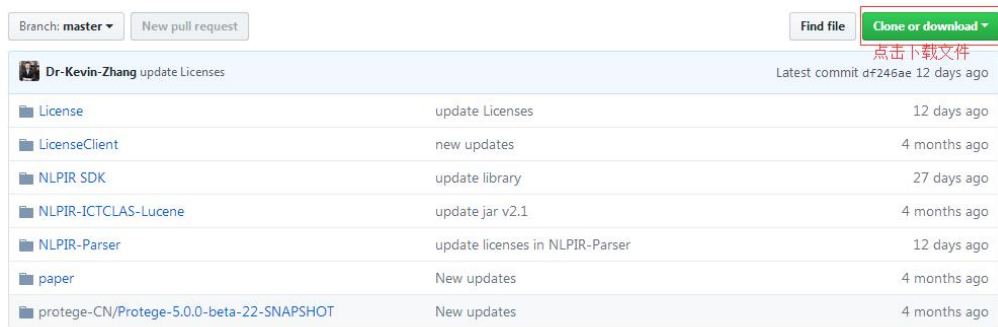 Branch: master New pull request Find file Clone or download
点击下载文件
Dr-Kevin-Zhang update Licenses Latest commit df246ae 12 days ago
License update Licenses 12 days ago
LicenseClient new updates 4 months ago
NLPIR SDK update library 27 days ago
NLPIR-ICTCLAS-Lucene update jar v2.1 4 months ago
NLPIR-Parser update licenses in NLPIR-Parser 12 days ago
paper New updates 4 months ago
protege-CN/Protege-5.0.0-beta-22-SNAPSHOT New updates 4 months ago